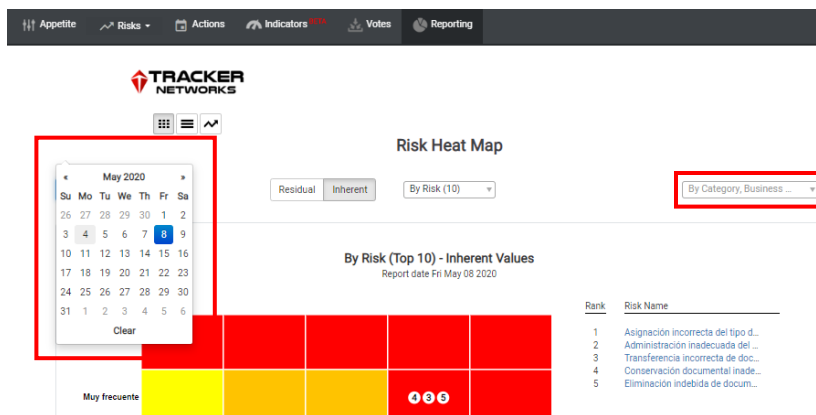 Appetite Risks Actions Indicators BETA Votes Reporting
TRACKER
NETWORKS
Risk Heat Map
« May 2020 »
Su Mo Tu We Th Fr Sa
26 27 28 29 30 1 2
3 4 5 6 7 8 9
10 11 12 13 14 15 16
17 18 19 20 21 22 23
24 25 26 27 28 29 30
31 1 2 3 4 5 6
Clear
Residual Inherent By Risk (10) By Category, Business ...
By Risk (Top 10) - Inherent Values
Report date Fri May 08 2020
Rank Risk Name
1 Asignación incorrecta del tipo d...
2 Administración inadecuada del ...
3 Transferencia incorrecta de doc...
4 Conservación documental inade...
5 Eliminación indebida de docum...
Muy frecuente 4 3 5